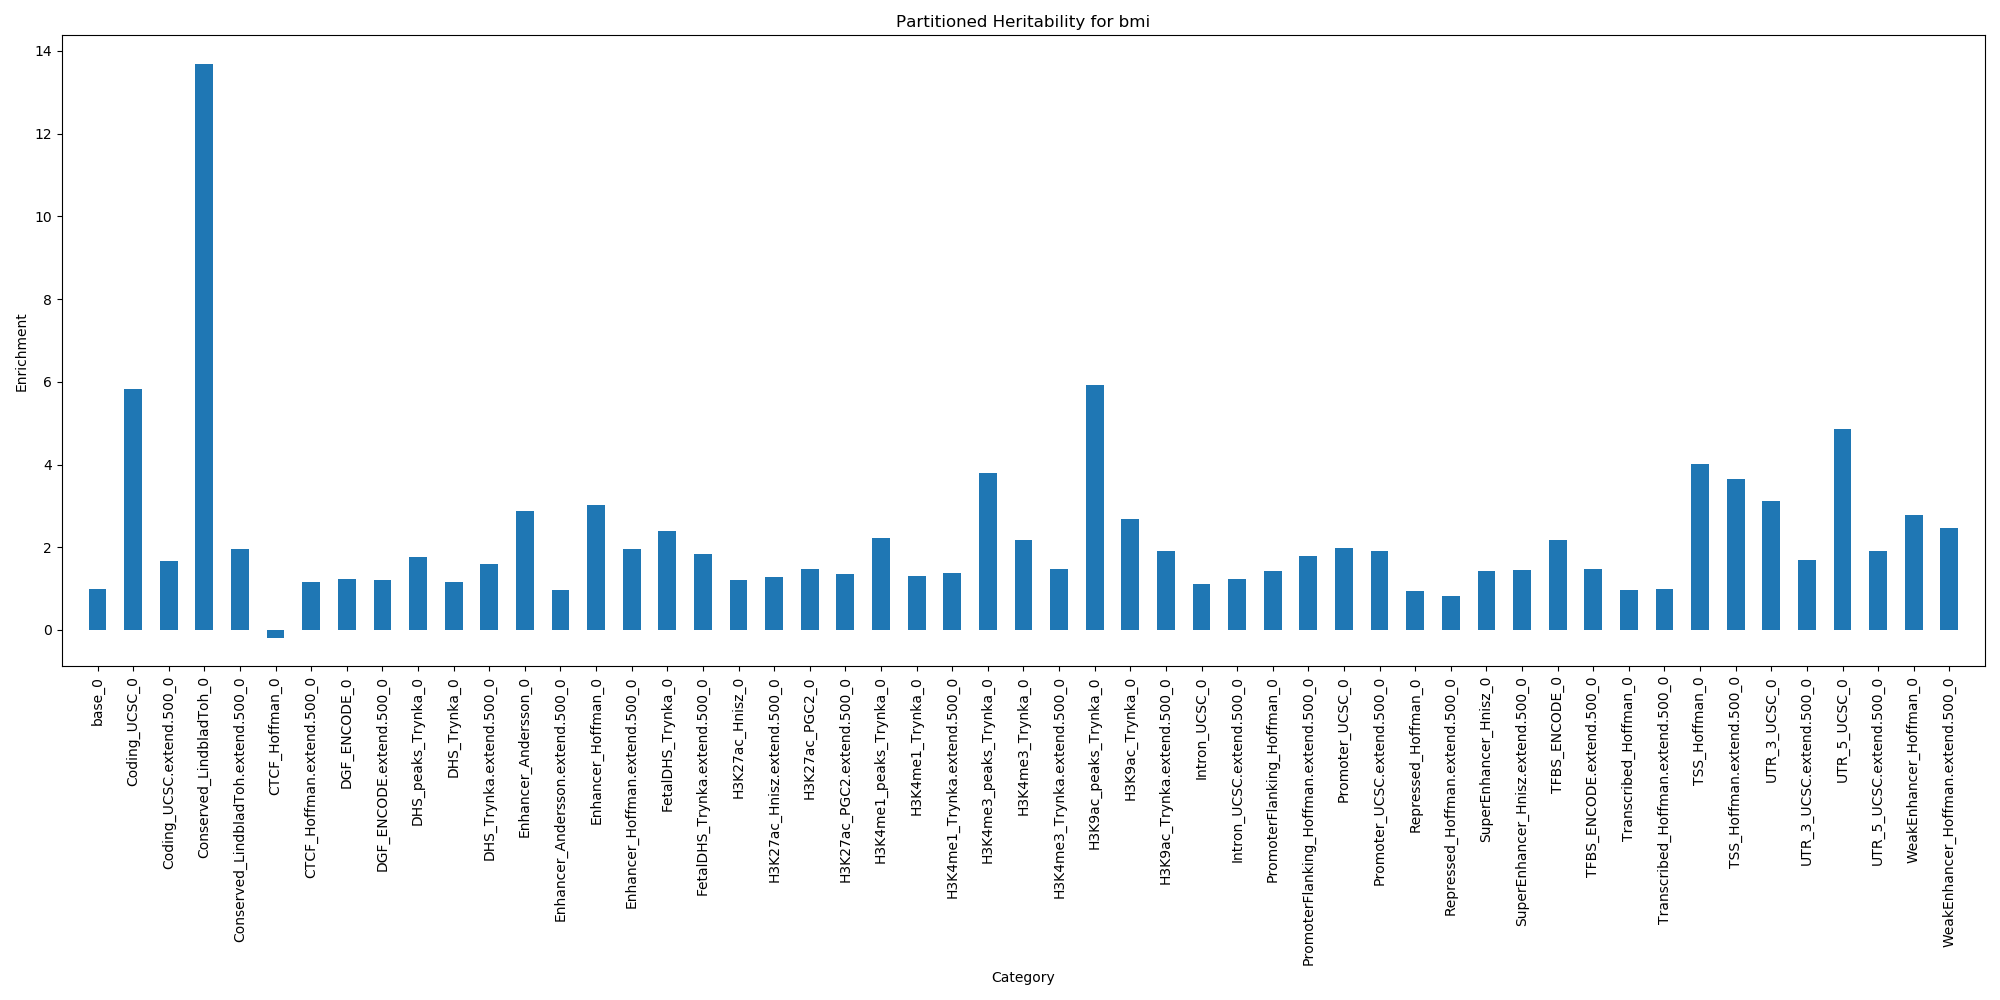 Partitioned Heritability for bmi
14
12
10
8
6
4
2
0
Enrichment
base_0
Coding_UCSC_0
Coding_UCSC.extend.500_0
Conserved_LindbladToh_0
Conserved_LindbladToh.extend.500_0
CTCF_Hoffman_0
CTCF_Hoffman.extend.500_0
DGF_ENCODE_0
DGF_ENCODE.extend.500_0
DHS_peaks_Trynka_0
DHS_Trynka_0
DHS_Trynka.extend.500_0
Enhancer_Andersson_0
Enhancer_Andersson.extend.500_0
Enhancer_Hoffman_0
Enhancer_Hoffman.extend.500_0
FetalDHS_Trynka_0
FetalDHS_Trynka.extend.500_0
H3K27ac_Hnisz_0
H3K27ac_Hnisz.extend.500_0
H3K27ac_PGC2_0
H3K27ac_PGC2.extend.500_0
H3K4me1_peaks_Trynka_0
H3K4me1_Trynka_0
H3K4me1_Trynka.extend.500_0
H3K4me3_peaks_Trynka_0
H3K4me3_Trynka_0
H3K4me3_Trynka.extend.500_0
H3K9ac_peaks_Trynka_0
H3K9ac_Trynka_0
H3K9ac_Trynka.extend.500_0
Intron_UCSC_0
Intron_UCSC.extend.500_0
PromoterFlanking_Hoffman_0
PromoterFlanking_Hoffman.extend.500_0
Promoter_UCSC_0
Promoter_UCSC.extend.500_0
Repressed_Hoffman_0
Repressed_Hoffman.extend.500_0
SuperEnhancer_Hnisz_0
SuperEnhancer_Hnisz.extend.500_0
TFBS_ENCODE_0
TFBS_ENCODE.extend.500_0
Transcribed_Hoffman_0
Transcribed_Hoffman.extend.500_0
TSS_Hoffman_0
TSS_Hoffman.extend.500_0
UTR_3_UCSC_0
UTR_3_UCSC.extend.500_0
UTR_5_UCSC_0
UTR_5_UCSC.extend.500_0
WeakEnhancer_Hoffman_0
WeakEnhancer_Hoffman.extend.500_0
Category